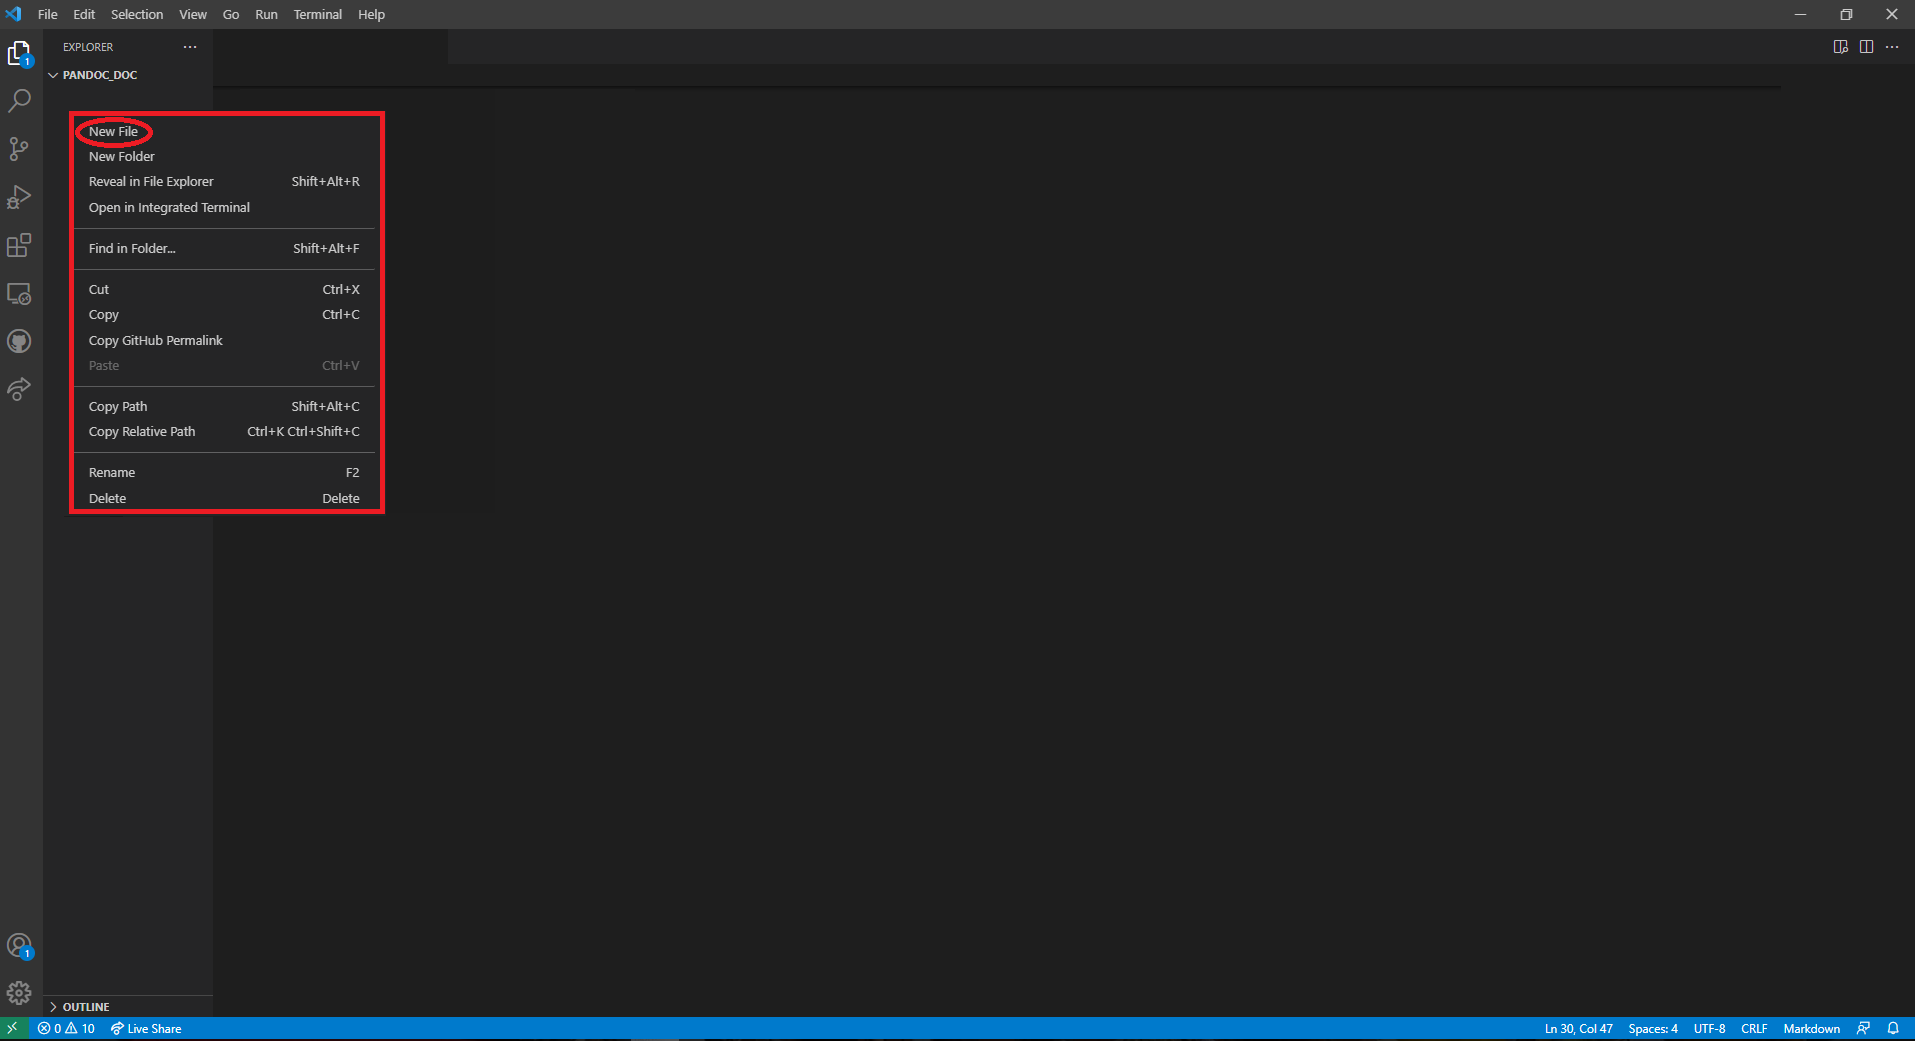 File Edit Selection View Go Run Terminal Help
EXPLORER
1
PANDOC_DOC
New File
New Folder
Reveal in File Explorer Shift+Alt+R
Open in Integrated Terminal
Find in Folder... Shift+Alt+F
Cut Ctrl+X
Copy Ctrl+C
Copy GitHub Permalink
Paste Ctrl+V
Copy Path Shift+Alt+C
Copy Relative Path Ctrl+K Ctrl+Shift+C
Rename F2
Delete Delete
1
OUTLINE
0 10 Live Share Ln 30, Col 47 Spaces: 4 UTF-8 CRLF Markdown